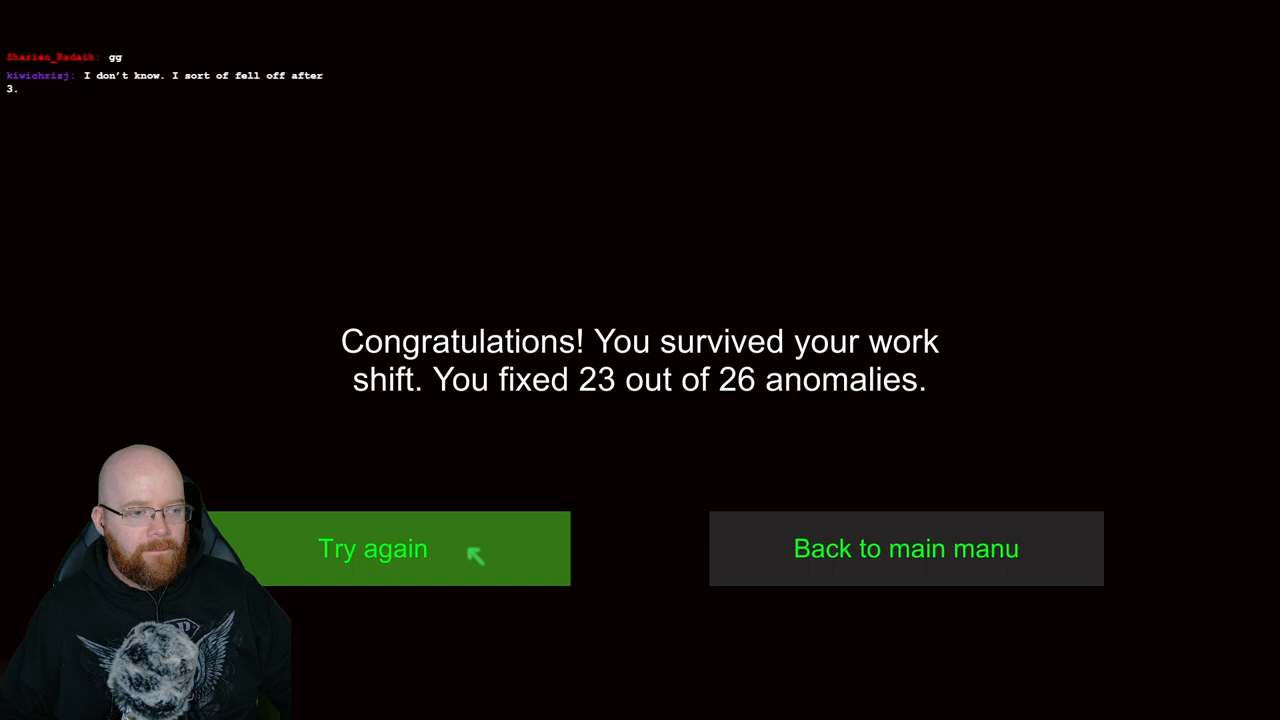 Sharien_Radaik: gg
kiwichrisj: I don't know. I sort of fell off after
3.
Congratulations! You survived your work
shift. You fixed 23 out of 26 anomalies.
Try again
Back to main manu